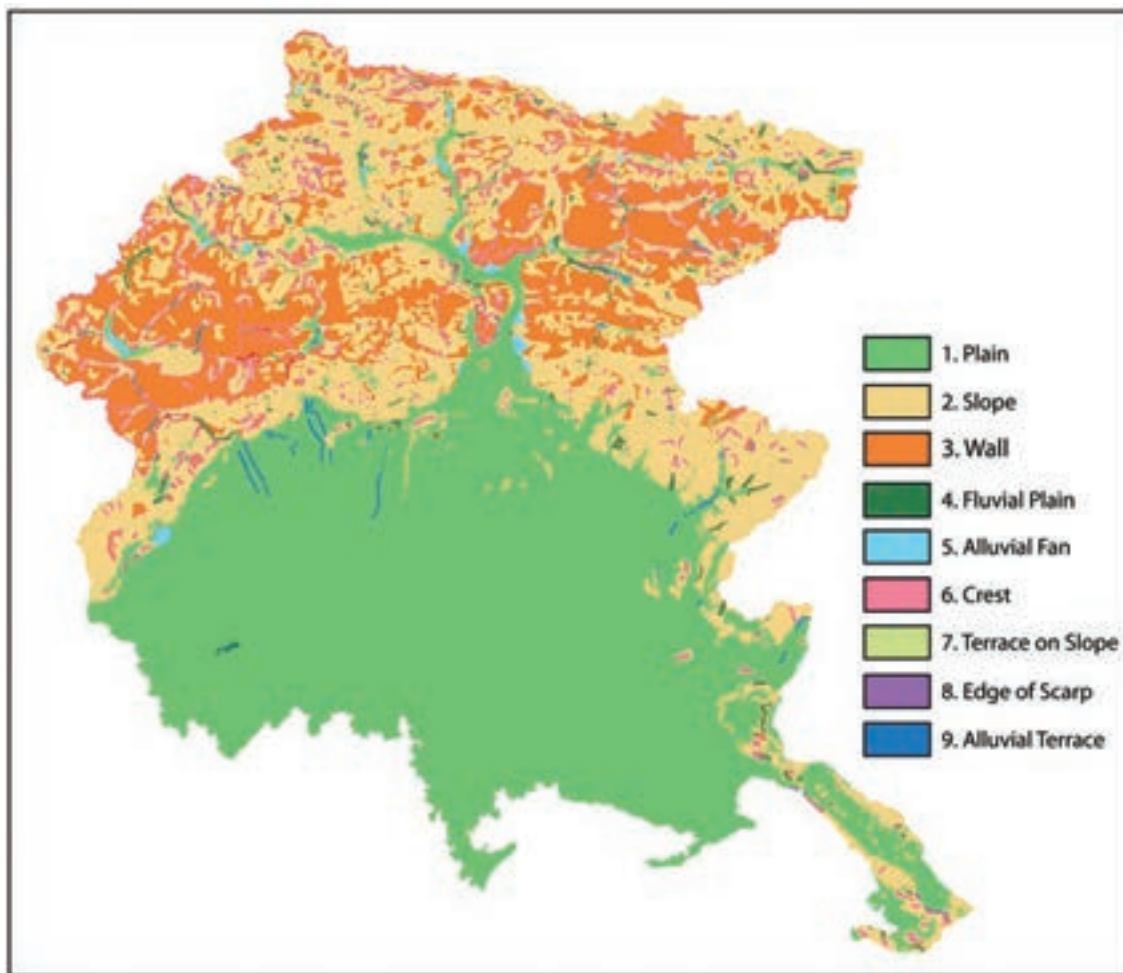 1. Plain
2. Slope
3. Wall
4. Fluvial Plain
5. Alluvial Fan
6. Crest
7. Terrace on Slope
8. Edge of Scarp
9. Alluvial Terrace